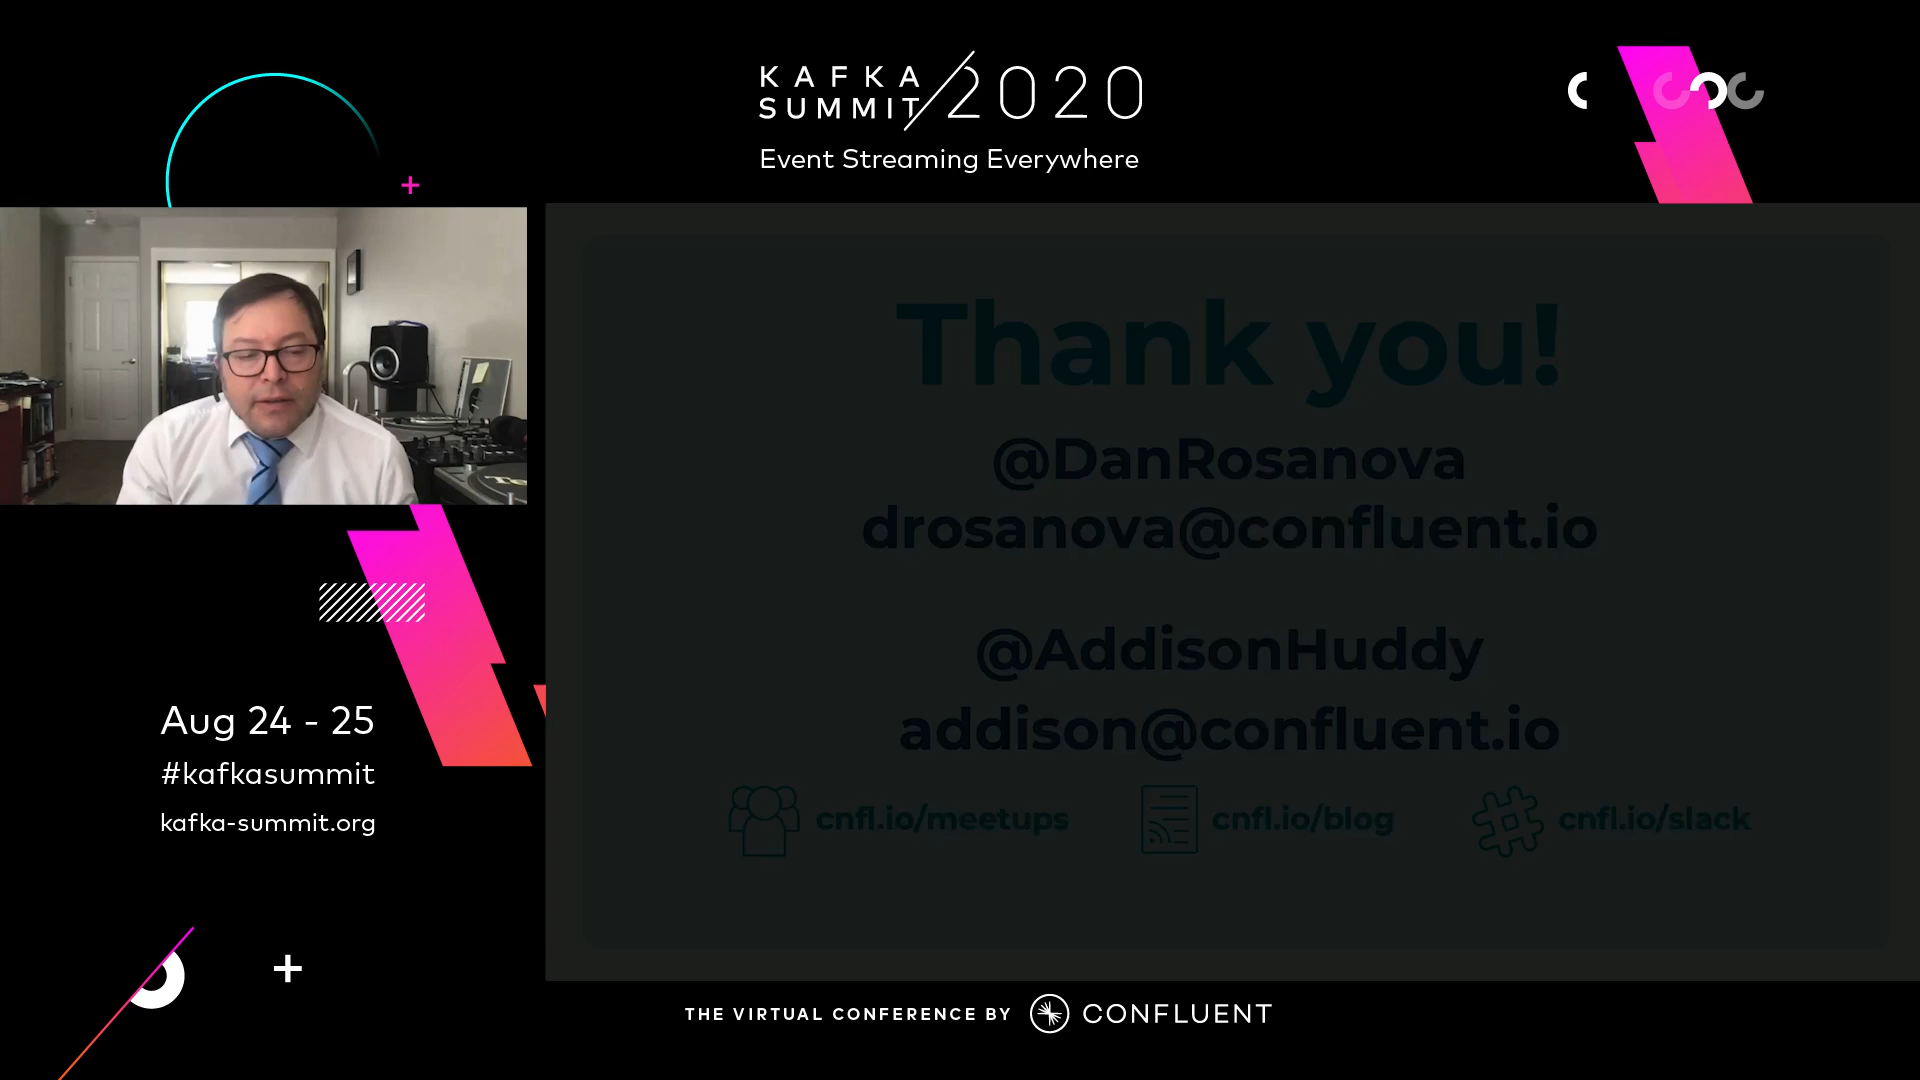 KAFKA
SUMMIT
2020
Event Streaming Everywhere
Thank you!
@DanRosanova
drosanova@confluent.io
@AddisonHuddy
addison@confluent.io
cnfl.io/meetups
cnfl.io/blog
cnfl.io/slack
Aug 24 - 25
#kafkasummit
kafka-summit.org
THE VIRTUAL CONFERENCE BY
CONFLUENT